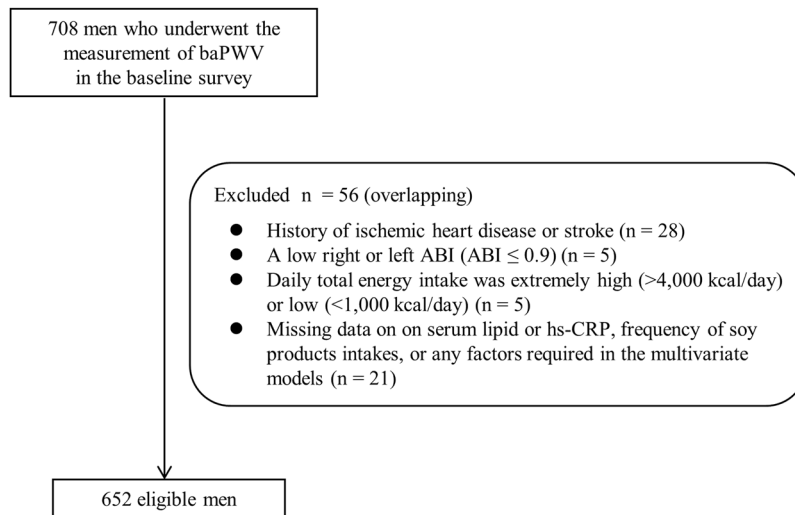 708 men who underwent the
measurement of baPWV
in the baseline survey
Excluded n = 56 (overlapping)
● History of ischemic heart disease or stroke (n = 28)
● A low right or left ABI (ABI ≤ 0.9) (n = 5)
● Daily total energy intake was extremely high (>4,000 kcal/day)
or low (<1,000 kcal/day) (n = 5)
● Missing data on on serum lipid or hs-CRP, frequency of soy
products intakes, or any factors required in the multivariate
models (n = 21)
652 eligible men